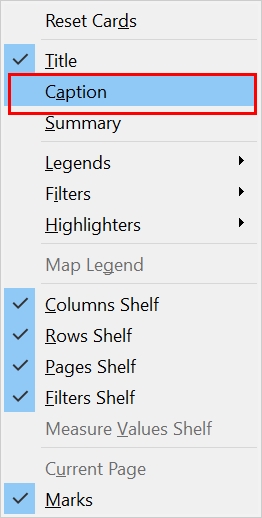 Reset Cards
Title
Caption
Summary
Legends
Filters
Highlighters
Map Legend
Columns Shelf
Rows Shelf
Pages Shelf
Filters Shelf
Measure Values Shelf
Current Page
Marks